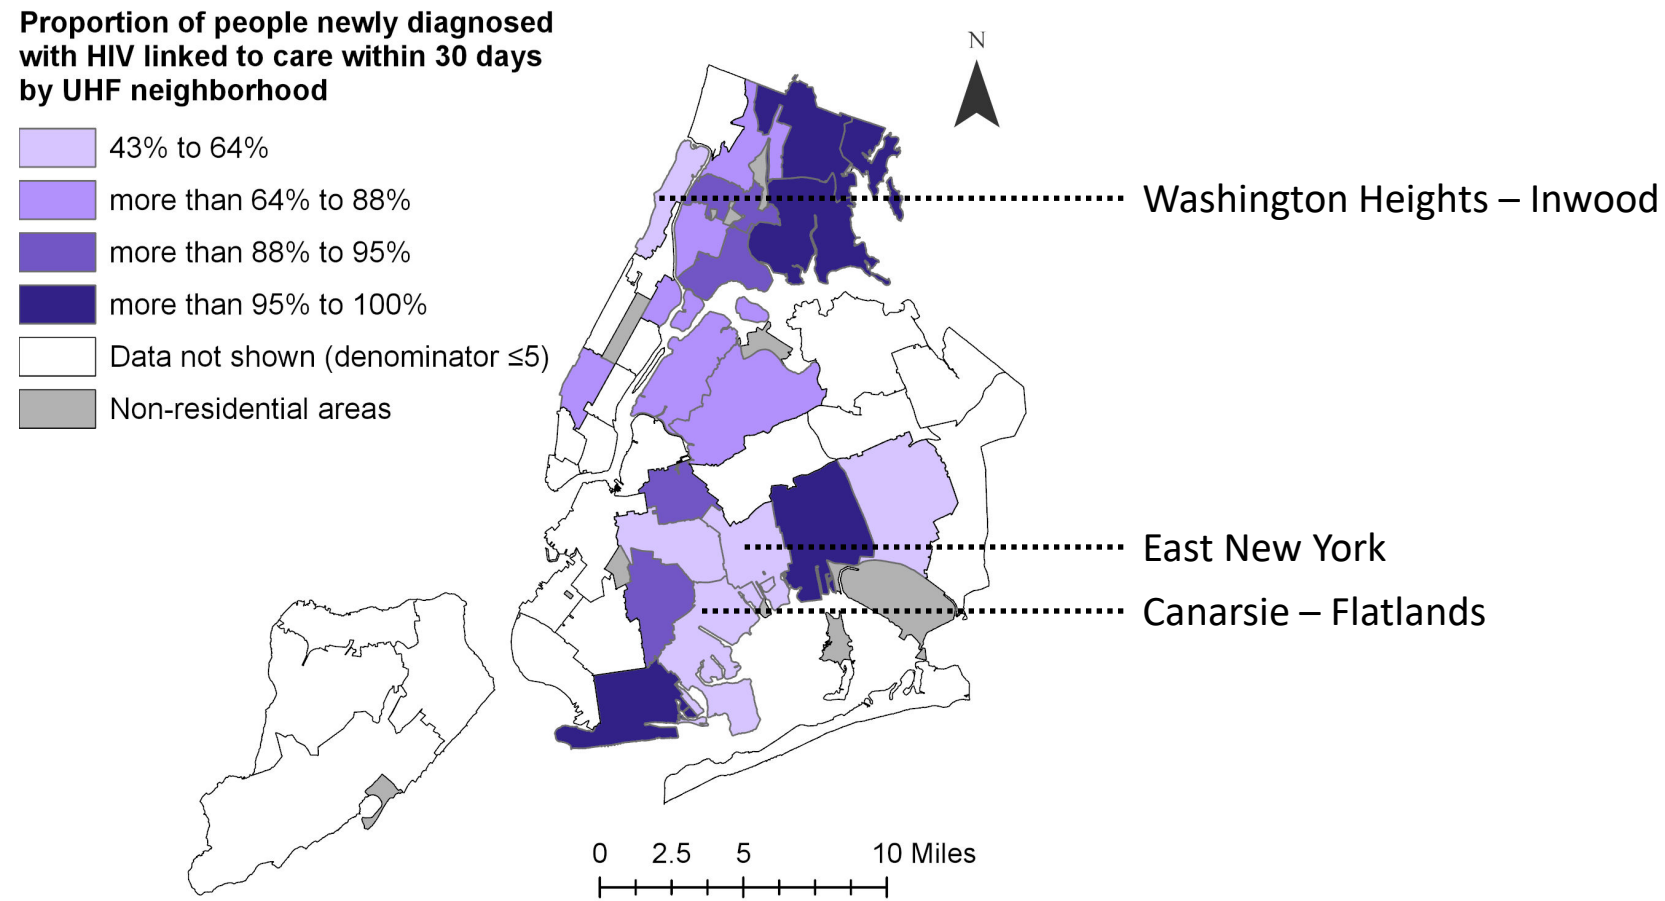 Proportion of people newly diagnosed
with HIV linked to care within 30 days
by UHF neighborhood
43% to 64%
more than 64% to 88%
more than 88% to 95%
more than 95% to 100%
Data not shown (denominator ≤5)
Non-residential areas
N
Washington Heights – Inwood
East New York
Canarsie – Flatlands
0 2.5 5 10 Miles